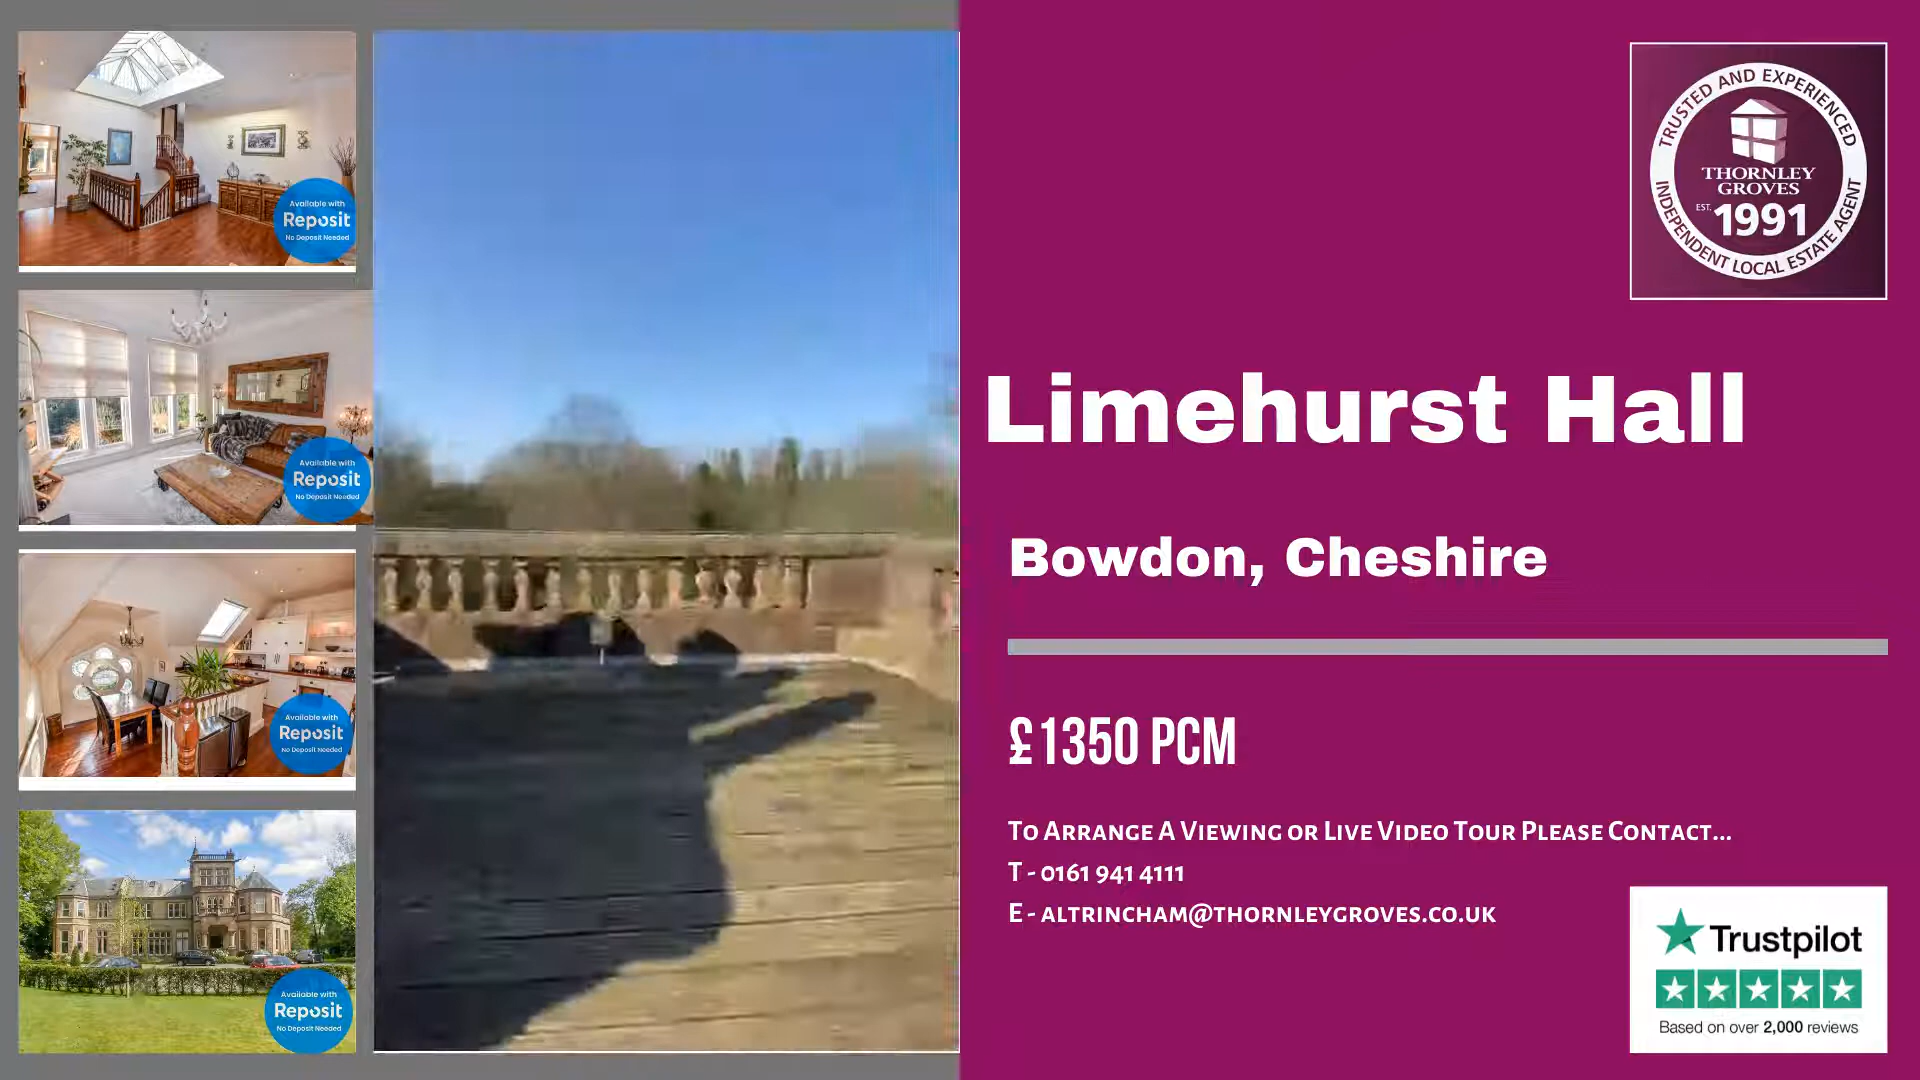 Available with
Reposit
No Deposit Needed
Available with
Reposit
No Deposit Needed
Available with
Reposit
No Deposit Needed
Available with
Reposit
No Deposit Needed
TRUSTED AND EXPERIENCED
THORNLEY
GROVES
EST. 1991
INDEPENDENT LOCAL ESTATE AGENT
Limehurst Hall
Bowdon, Cheshire
£1350 PCM
To Arrange A Viewing or Live Video Tour Please Contact...
T - 0161 941 4111
E - altrincham@thornleygroves.co.uk
Trustpilot
Based on over 2,000 reviews